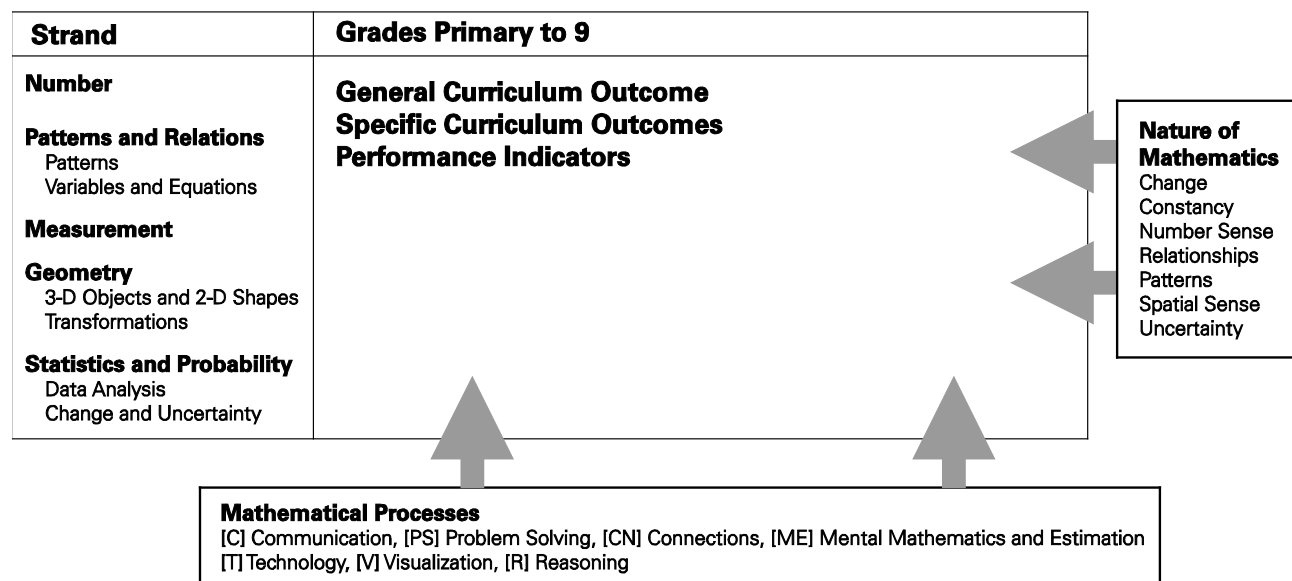 Strand
Grades Primary to 9
Number
Patterns and Relations
Patterns
Variables and Equations
Measurement
Geometry
3-D Objects and 2-D Shapes
Transformations
Statistics and Probability
Data Analysis
Change and Uncertainty
General Curriculum Outcome
Specific Curriculum Outcomes
Performance Indicators
Nature of
Mathematics
Change
Constancy
Number Sense
Relationships
Patterns
Spatial Sense
Uncertainty
Mathematical Processes
[C] Communication, [PS] Problem Solving, [CN] Connections, [ME] Mental Mathematics and Estimation
[T] Technology, [V] Visualization, [R] Reasoning